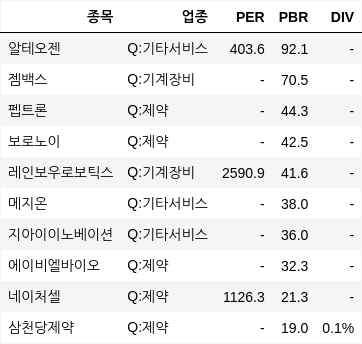 종목 업종 PER PBR DIV
알테오젠 Q:기타서비스 403.6 92.1 -
젬백스 Q:기계장비 - 70.5 -
펩트론 Q:제약 - 44.3 -
보로노이 Q:제약 - 42.5 -
레인보우로보틱스 Q:기계장비 2590.9 41.6 -
메지온 Q:기타서비스 - 38.0 -
지아이이노베이션 Q:기타서비스 - 36.0 -
에이비엘바이오 Q:제약 - 32.3 -
네이처셀 Q:제약 1126.3 21.3 -
삼천당제약 Q:제약 - 19.0 0.1%